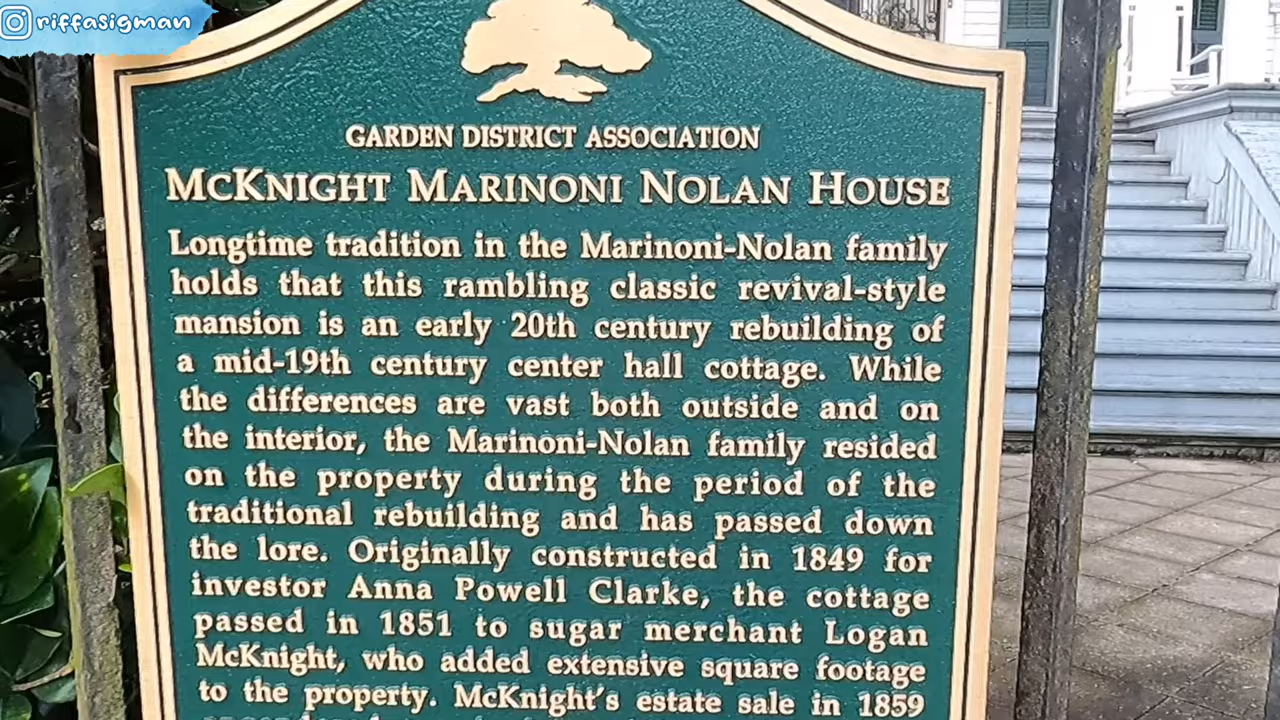 riffasigman
GARDEN DISTRICT ASSOCIATION
MCKNIGHT MARINONI NOLAN HOUSE
Longtime tradition in the Marinoni-Nolan family
holds that this rambling classic revival-style
mansion is an early 20th century rebuilding of
a mid-19th century center hall cottage. While
the differences are vast both outside and on
the interior, the Marinoni-Nolan family resided
on the property during the period of the
traditional rebuilding and has passed down
the lore. Originally constructed in 1849 for
investor Anna Powell Clarke, the cottage
passed in 1851 to sugar merchant Logan
McKnight, who added extensive square footage
to the property. McKnight's estate sale in 1859